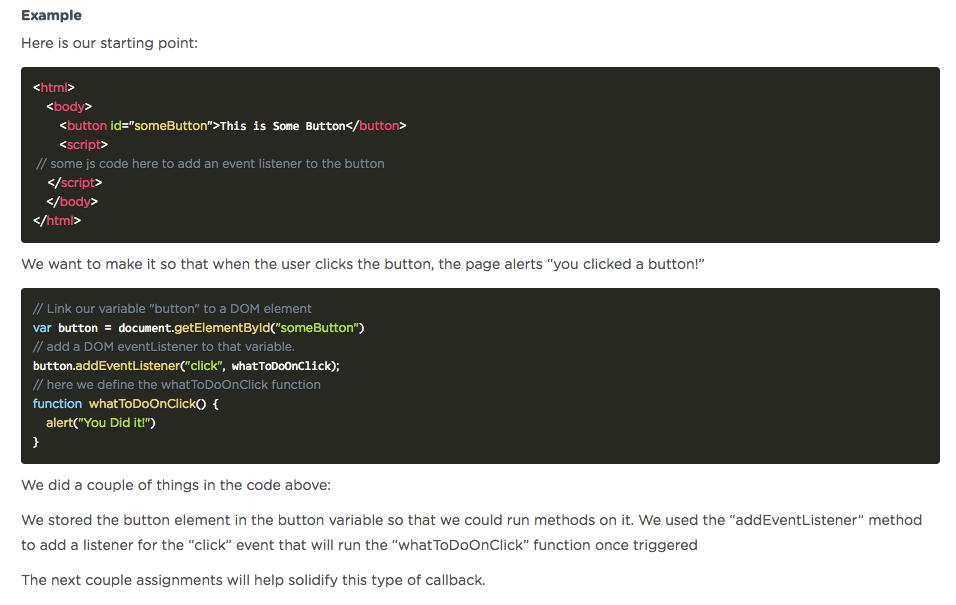 Example
Here is our starting point:
<html>
<body>
<button id="someButton">This is Some Button</button>
<script>
// some js code here to add an event listener to the button
</script>
</body>
</html>
We want to make it so that when the user clicks the button, the page alerts “you clicked a button!”
// Link our variable "button" to a DOM element
var button = document.getElementById("someButton")
// add a DOM eventListener to that variable.
button.addEventListener("click", whatToDoOnClick);
// here we define the whatToDoOnClick function
function whatToDoOnClick() {
alert("You Did it!")
}
We did a couple of things in the code above:
We stored the button element in the button variable so that we could run methods on it. We used the “addEventListener” method
to add a listener for the “click” event that will run the “whatToDoOnClick” function once triggered
The next couple assignments will help solidify this type of callback.